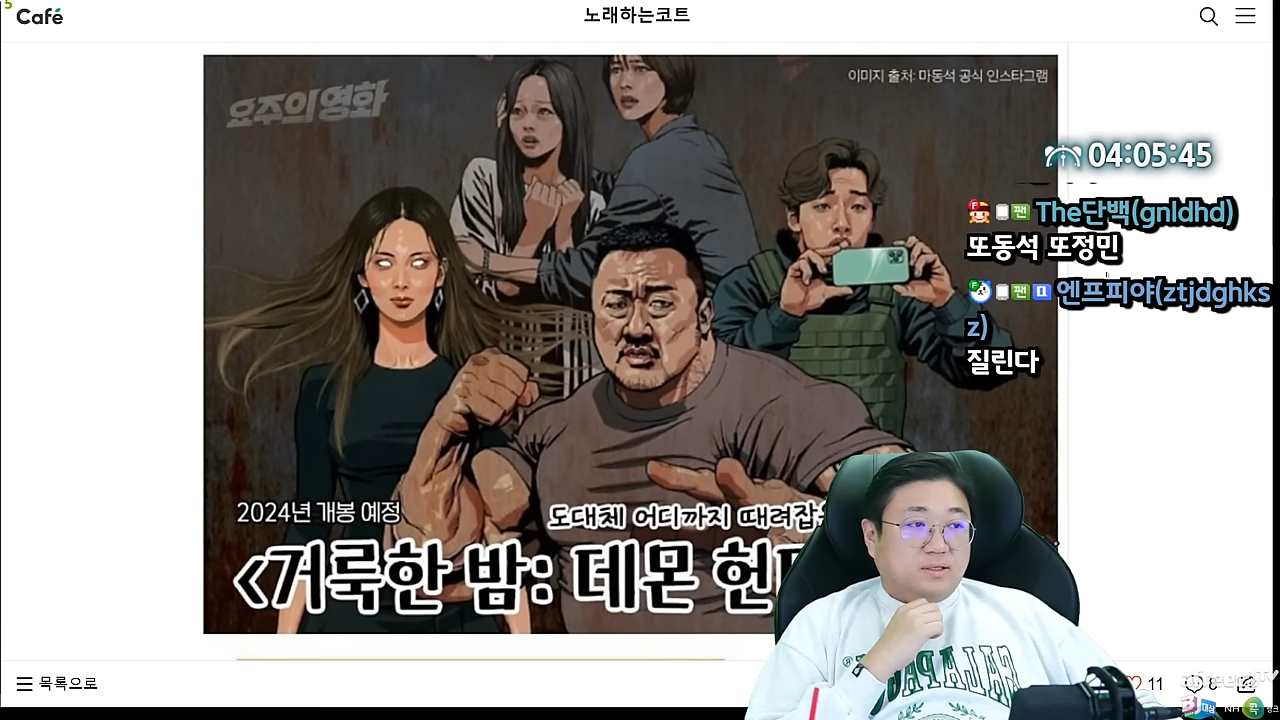 5
Café
노래하는코트
요주의영화
이미지 출처: 마동석 공식 인스타그램
04:05:45
The단백(gnldhd)
또동석 또정민
엔프피야(ztjdghks
z)
질린다
2024년 개봉 예정
도대체 어디까지 때려잡
<거룩한 밤: 데몬 헌
목록으로
11
8